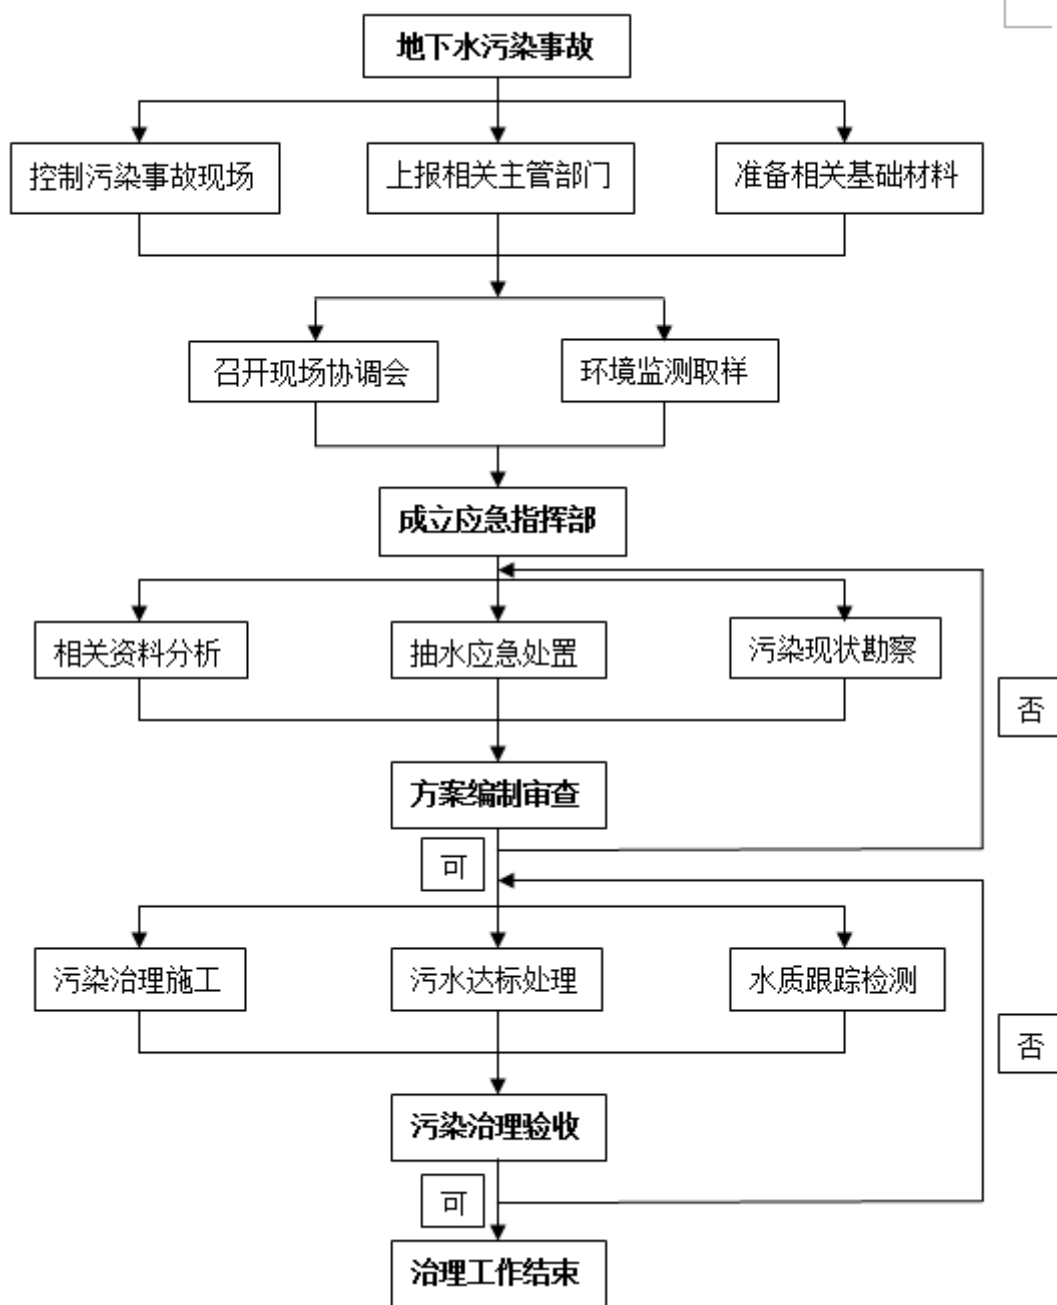 地下水污染事故
控制污染事故现场
上报相关主管部门
准备相关基础材料
召开现场协调会
环境监测取样
成立应急指挥部
相关资料分析
抽水应急处置
污染现状勘察
否
方案编制审查
可
污染治理施工
污水达标处理
水质跟踪检测
否
污染治理验收
可
治理工作结束